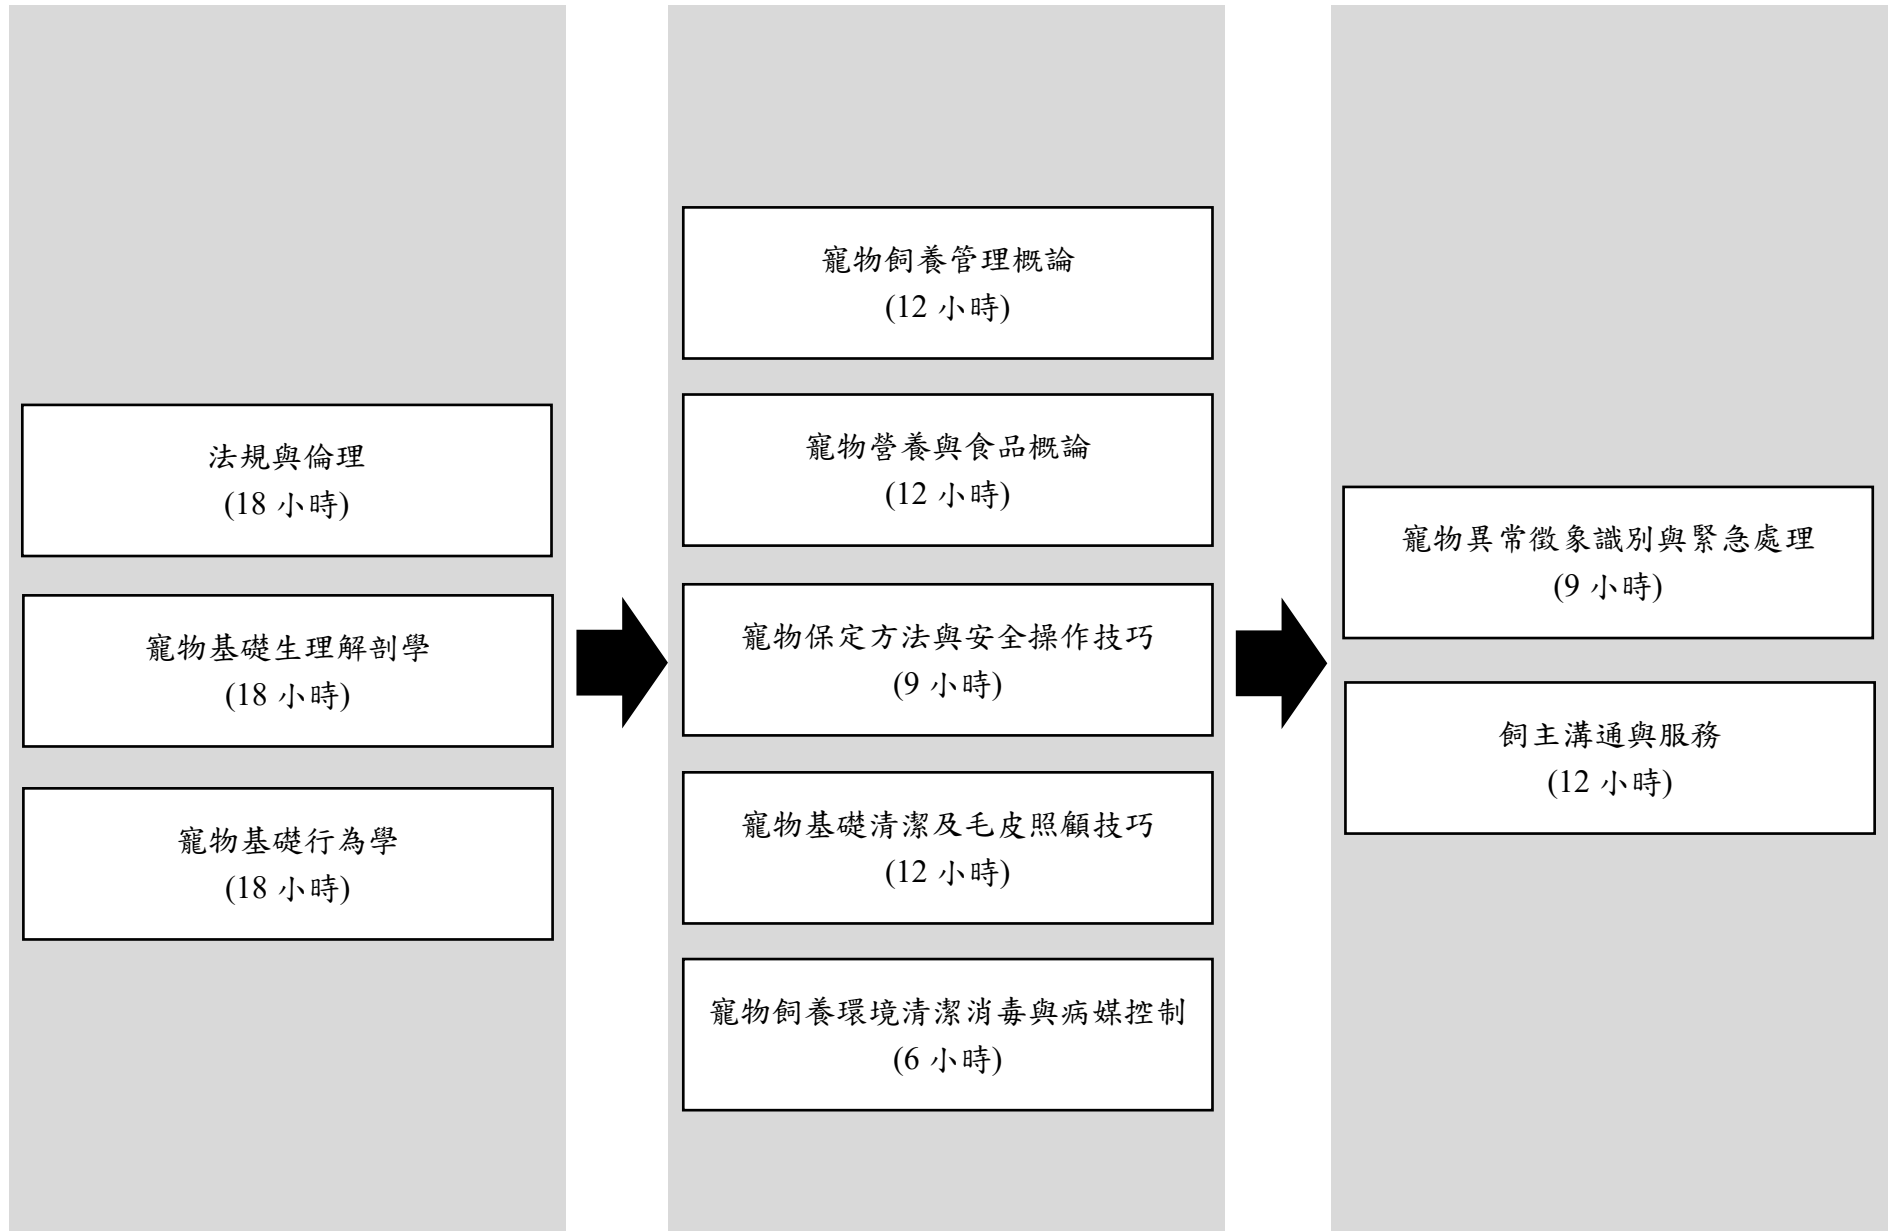 法規與倫理
(18 小時)
寵物基礎生理解剖學
(18 小時)
寵物基礎行為學
(18 小時)
寵物飼養管理概論
(12 小時)
寵物營養與食品概論
(12 小時)
寵物保定方法與安全操作技巧
(9 小時)
寵物基礎清潔及毛皮照顧技巧
(12 小時)
寵物飼養環境清潔消毒與病媒控制
(6 小時)
寵物異常徵象識別與緊急處理
(9 小時)
飼主溝通與服務
(12 小時)